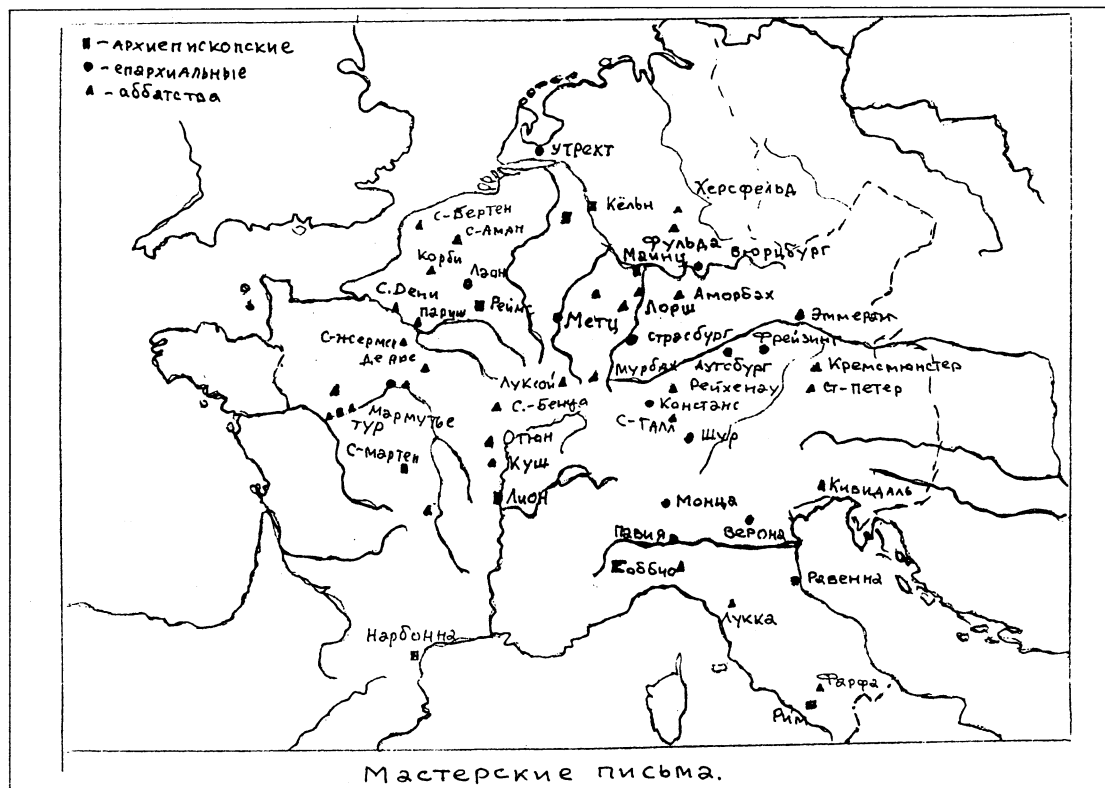 - Архиепископские
- епархиальные
- аббатства
Утрехт
Херсфельд
Кёльн
С-Бертен
С-Аман
Фульда
Корби
Майнц
Вюрцбург
Лаон
С.Дени
Реймс
Лорш
Аморбах
Париж
Метц
Эммерам
С-Жермен
де Пре
Страсбург
Фрейзинг
Мурбах
Аугсбург
Кремсмюнстер
Луксой
Рейхенау
Ст-Петер
С.-Бенуа
Констанс
Мармутье
Тур
С-Галл
Шур
Отюн
С-Мартен
Куш
Кивидаль
Лион
Монца
Павия
Верона
Боббио
Равенна
Лукка
Нарбонна
Фарфа
Рим
Мастерские письма.